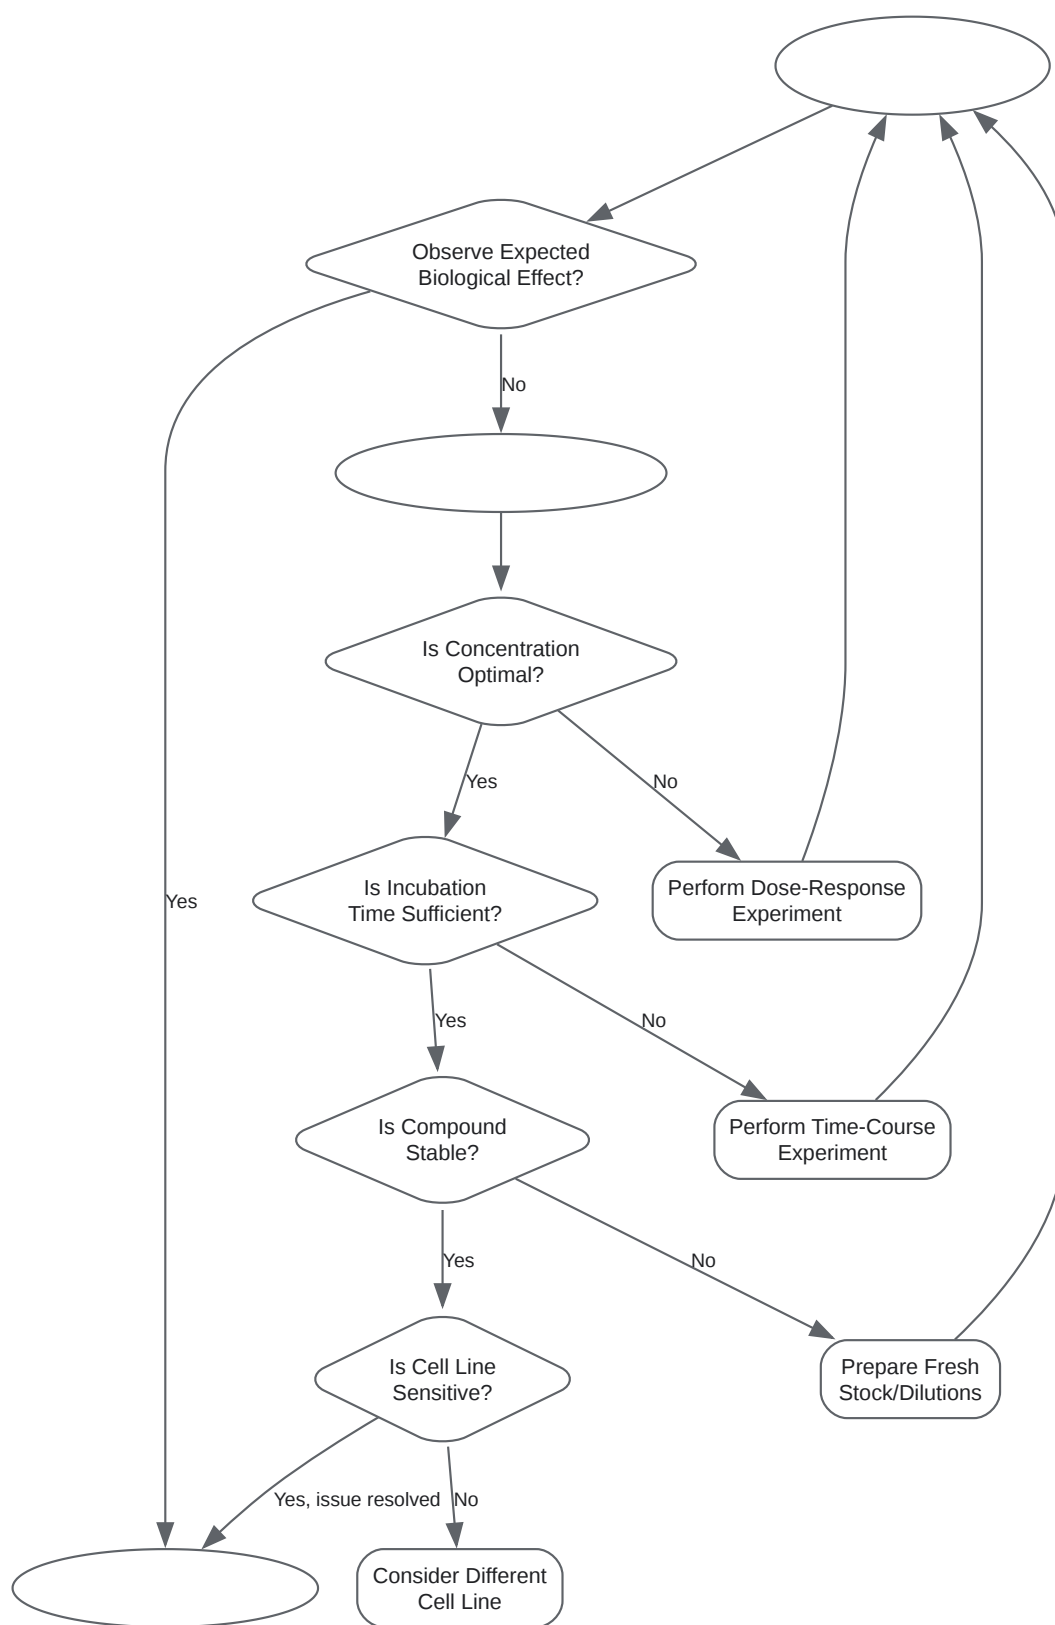 Observe Expected
Biological Effect?
No
Is Concentration
Optimal?
Yes
No
Is Incubation
Time Sufficient?
Perform Dose-Response
Experiment
Yes
Yes
No
Is Compound
Stable?
Perform Time-Course
Experiment
Yes
No
Is Cell Line
Sensitive?
Prepare Fresh
Stock/Dilutions
Yes, issue resolved
No
Consider Different
Cell Line